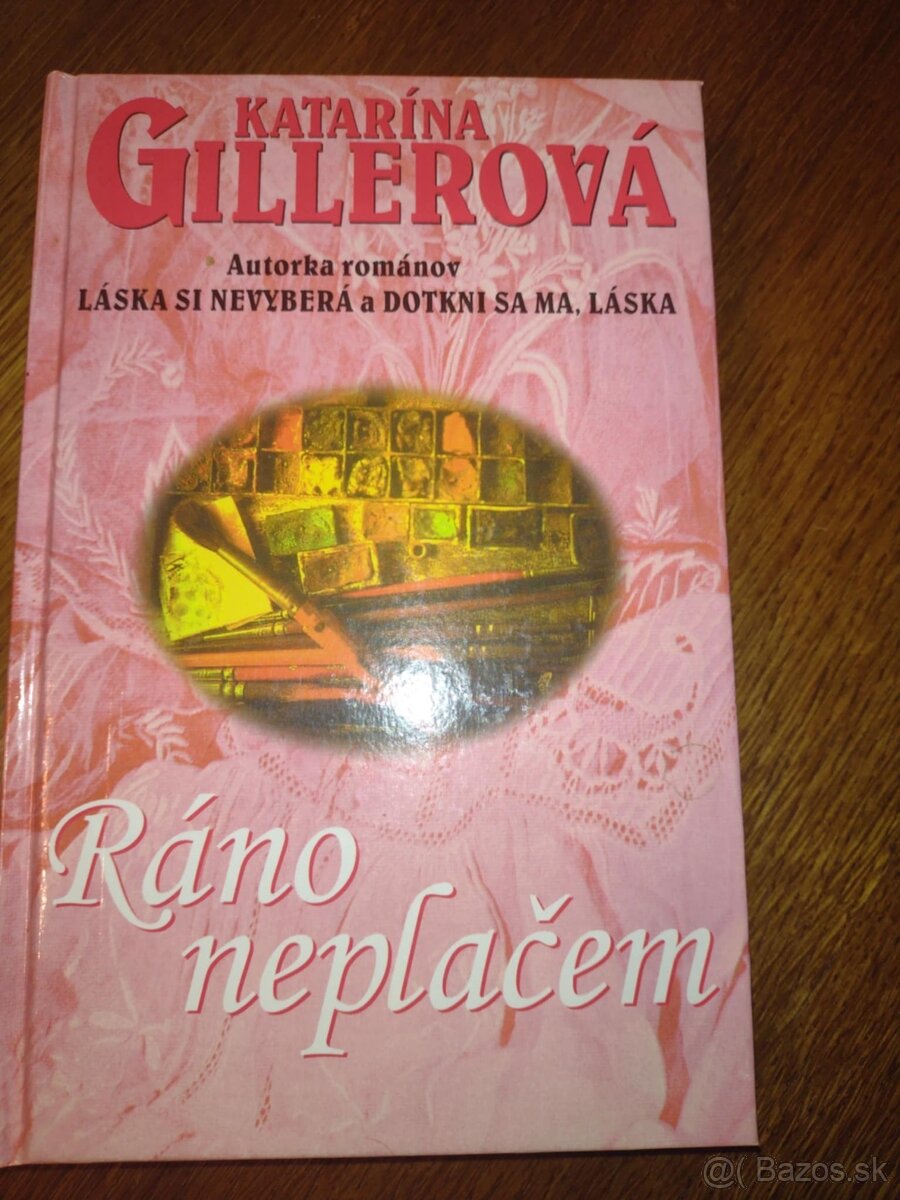 KATARÍNA
GILLEROVÁ
Autorka románov
LÁSKA SI NEVYBERÁ a DOTKNI SA MA, LÁSKA
Ráno
neplačem
@( Bazos.sk